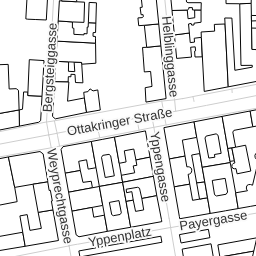 Bergsteiggasse
Helblinggasse
Ottakringer Straße
Weyprechtgasse
Yppengasse
Payergasse
Yppenplatz